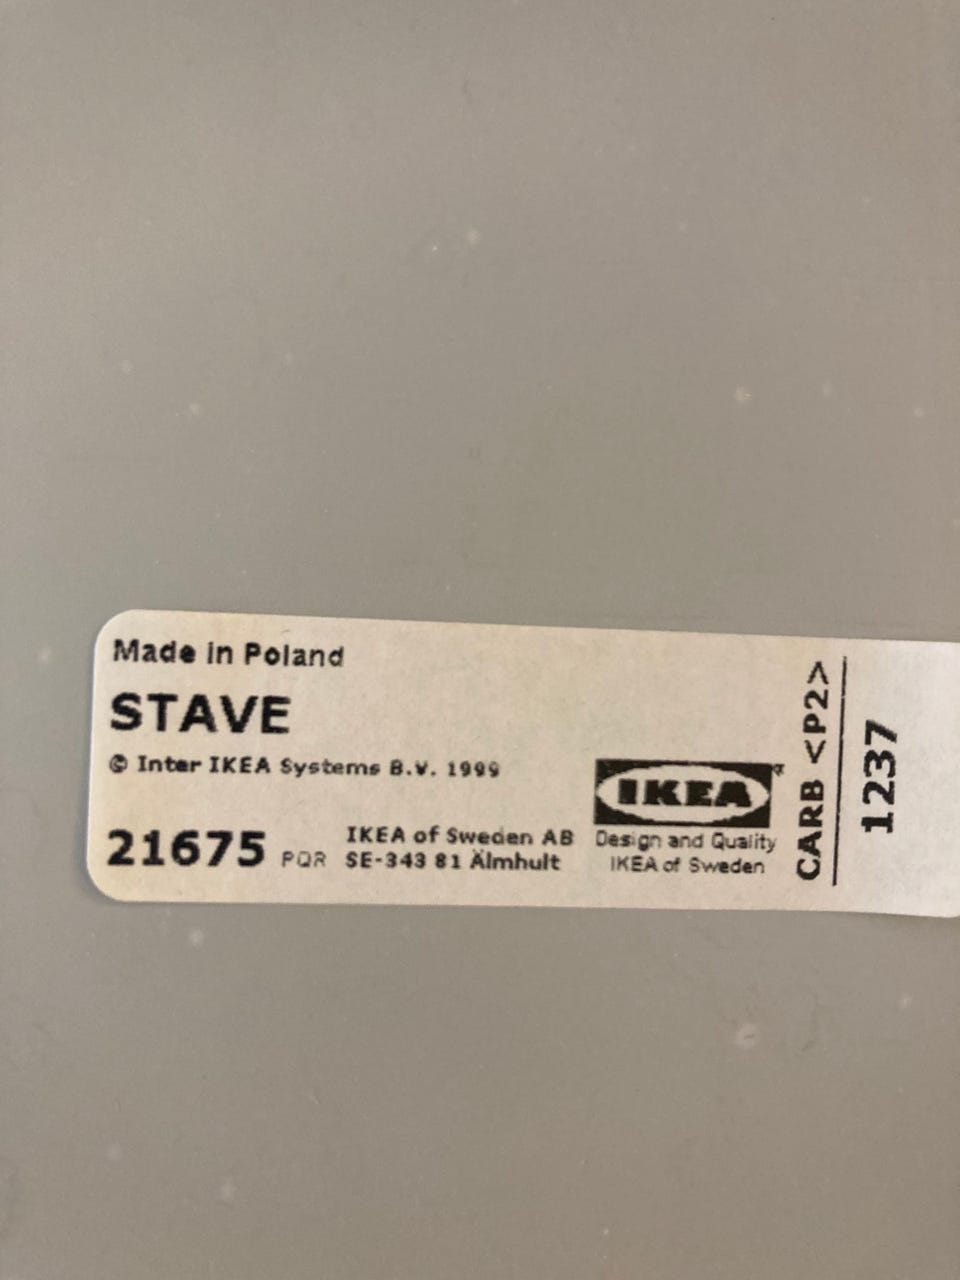 Made in Poland
STAVE
© Inter IKEA Systems B.V. 1999
21675 PQR
IKEA of Sweden AB
SE-343 81 Älmhult
IKEA®
Design and Quality
IKEA of Sweden
CARB <P2>
1237